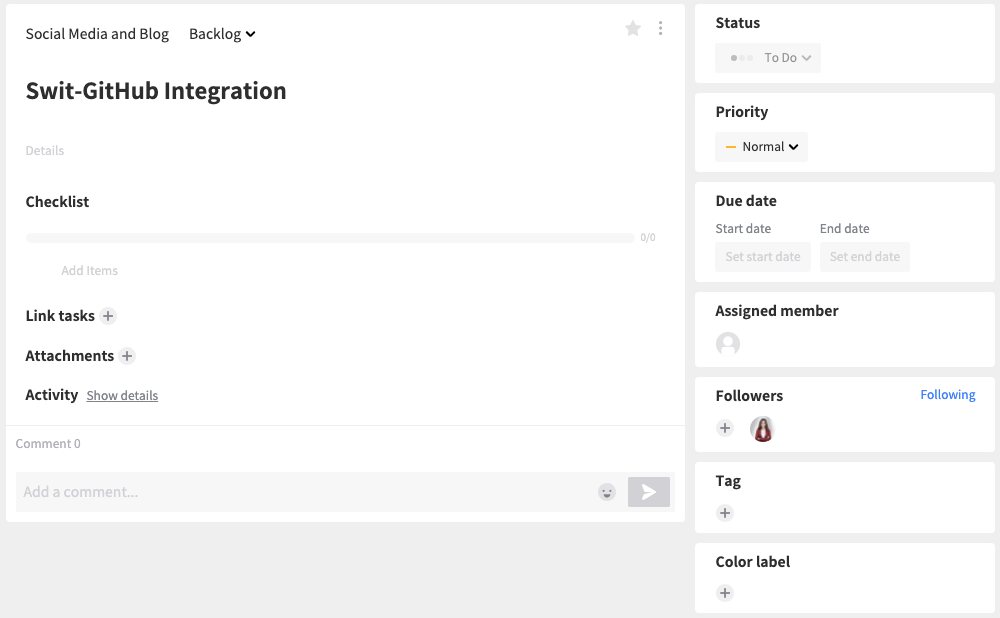 Social Media and Blog Backlog
Swit-GitHub Integration
Details
Checklist
0/0
Add Items
Link tasks
Attachments
Activity Show details
Comment 0
Add a comment...
Status
To Do
Priority
Normal
Due date
Start date End date
Set start date Set end date
Assigned member
Followers Following
Tag
Color label